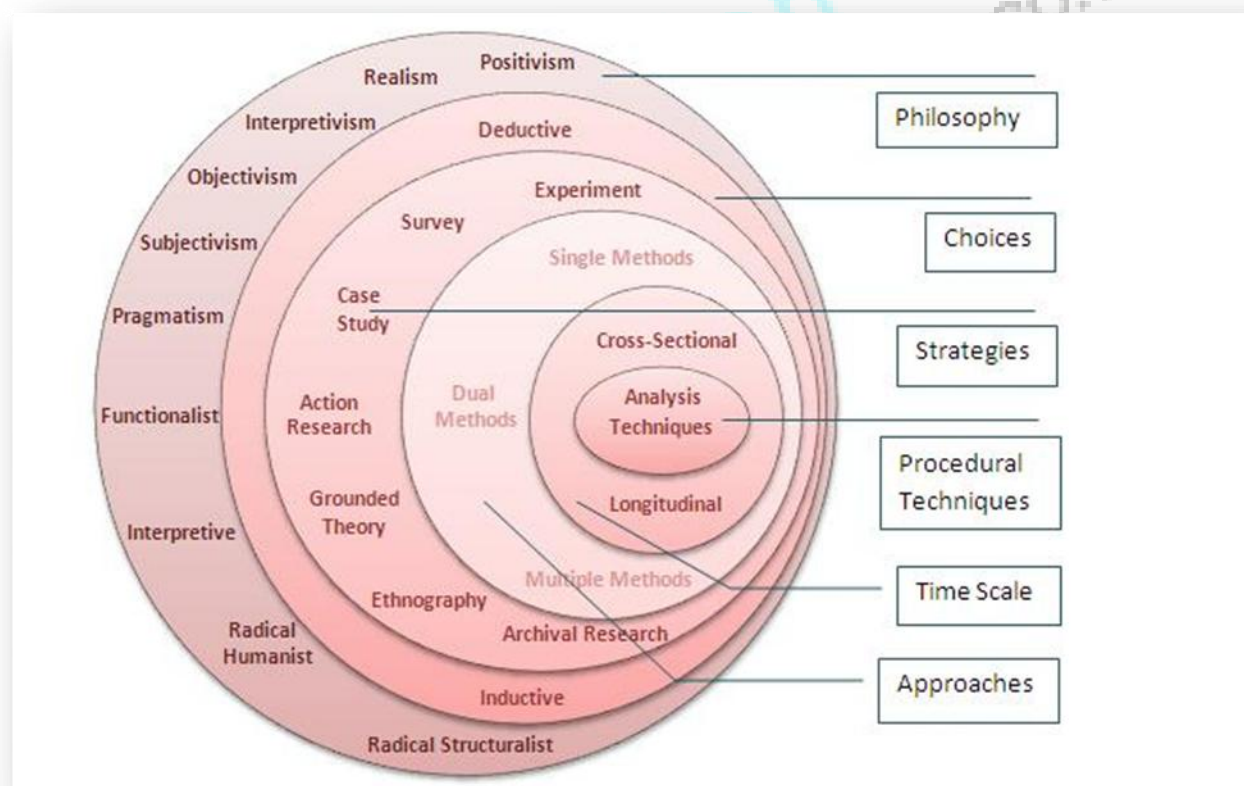 Positivism
Realism
Interpretivism
Objectivism
Subjectivism
Pragmatism
Functionalist
Interpretive
Radical
Humanist
Radical Structuralist
Deductive
Inductive
Experiment
Survey
Case
Study
Action
Research
Grounded
Theory
Ethnography
Archival Research
Single Methods
Dual
Methods
Multiple Methods
Cross-Sectional
Longitudinal
Analysis
Techniques
Philosophy
Choices
Strategies
Procedural
Techniques
Time Scale
Approaches